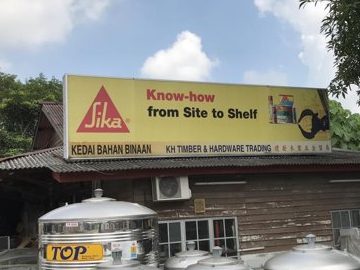 Sika
Know-how
from Site to Shelf
KEDAI BAHAN BINAAN
KH TIMBER & HARDWARE TRADING
TOP